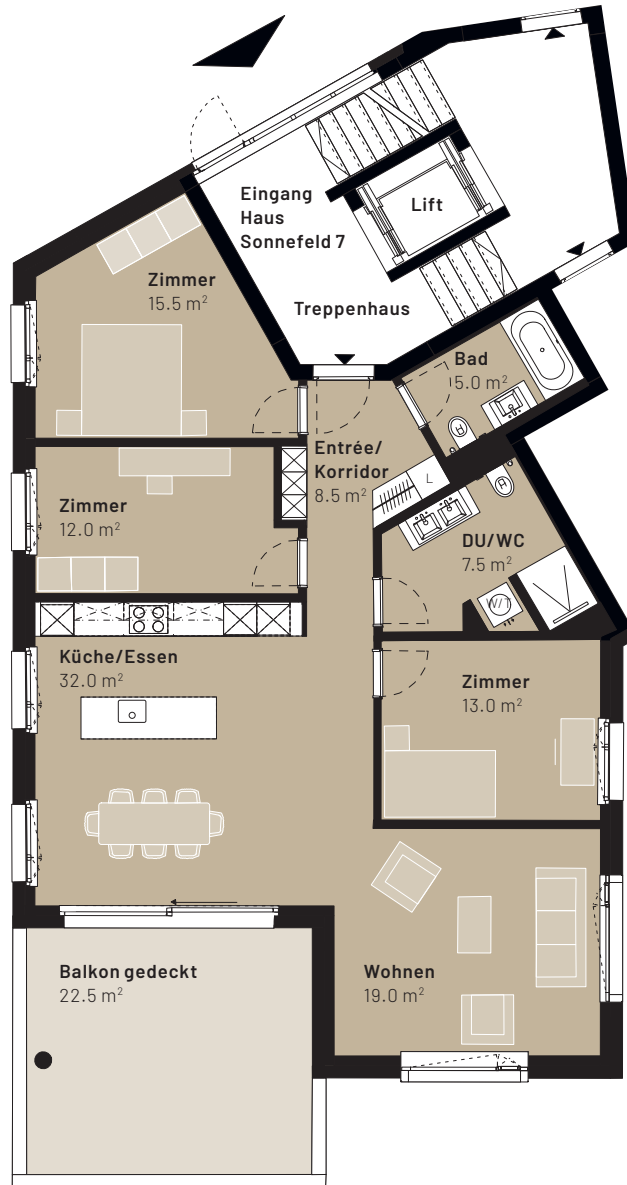 Eingang
Haus
Sonnefeld 7
Lift
Treppenhaus
Zimmer
15.5 m²
Bad
5.0 m²
Entrée/
Korridor
8.5 m²
L
Zimmer
12.0 m²
DU/WC
7.5 m²
W/T
Küche/Essen
32.0 m²
Zimmer
13.0 m²
Balkon gedeckt
22.5 m²
Wohnen
19.0 m²